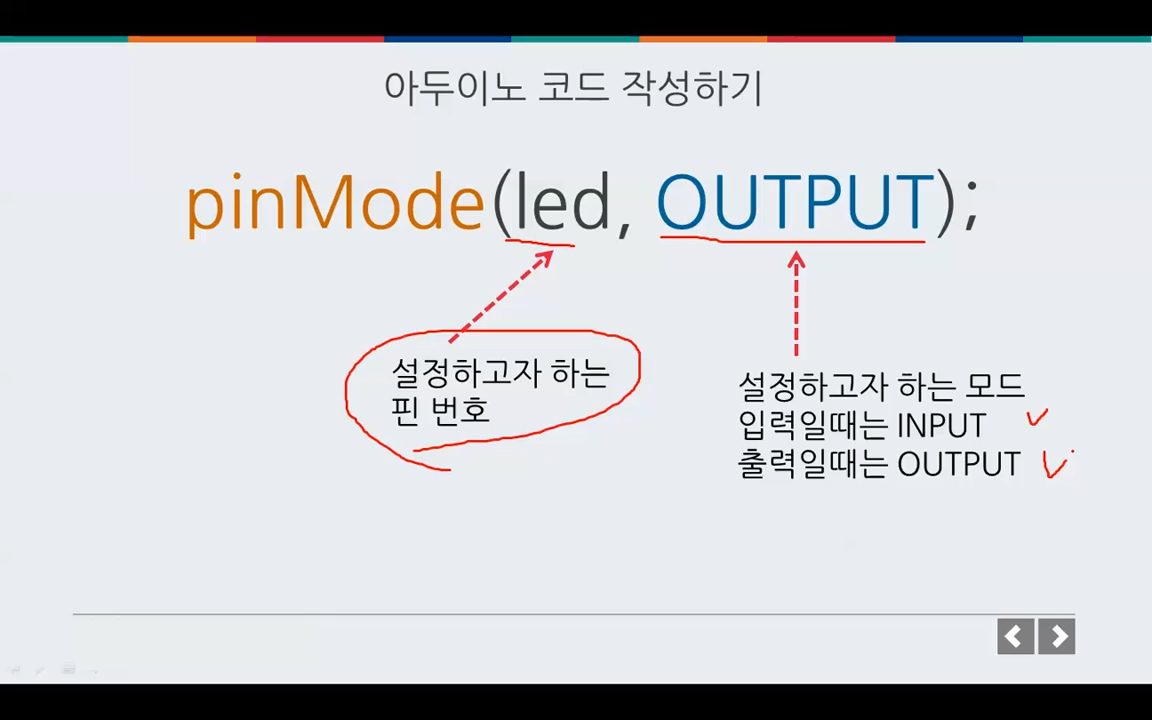 아두이노 코드 작성하기
pinMode(led, OUTPUT);
설정하고자 하는
핀 번호
설정하고자 하는 모드
입력일때는 INPUT
출력일때는 OUTPUT